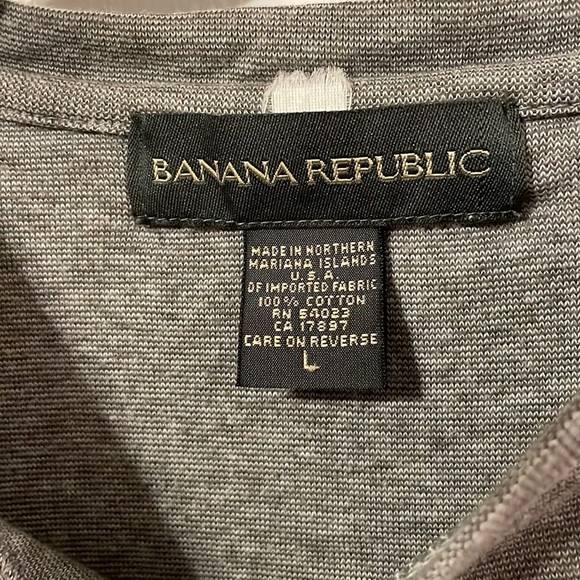 BANANA REPUBLIC
MADE IN NORTHERN
MARIANA ISLANDS
U.S.A.
OF IMPORTED FABRIC
100% COTTON
RN 54023
CA 17897
CARE ON REVERSE
L